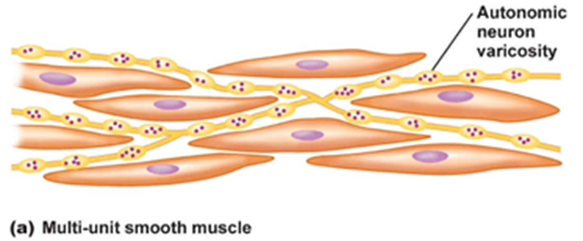 Autonomic
neuron
varicosity
(a) Multi-unit smooth muscle